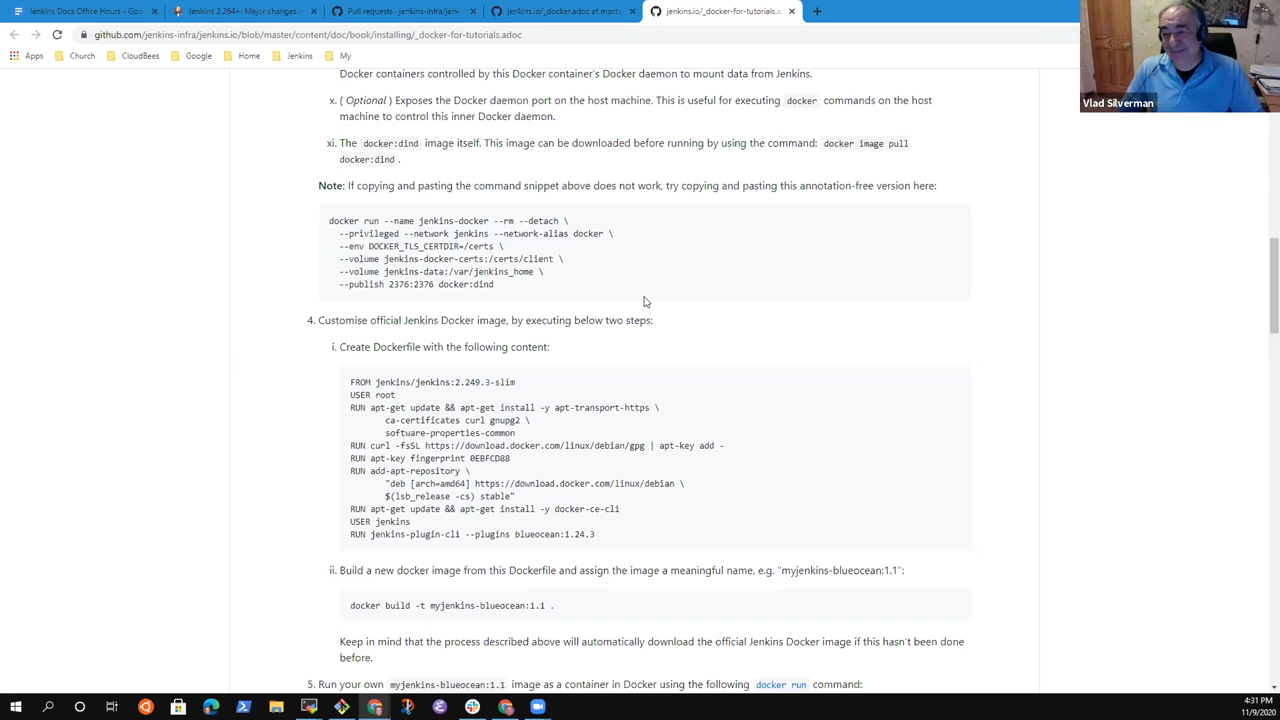 Jenkins Docs Office Hours - Goo
Jenkins 2.264+: Major changes in
Pull requests · jenkins-infra/jenk
jenkins.io/_docker.adoc at maste
jenkins.io/_docker-for-tutorials.a
github.com/jenkins-infra/jenkins.io/blob/master/content/doc/book/installing/_docker-for-tutorials.adoc
Apps Church CloudBees Google Home Jenkins My
Docker containers controlled by this Docker container's Docker daemon to mount data from Jenkins.
x. ( Optional ) Exposes the Docker daemon port on the host machine. This is useful for executing docker commands on the host
machine to control this inner Docker daemon.
xi. The docker:dind image itself. This image can be downloaded before running by using the command: docker image pull
docker:dind .
Note: If copying and pasting the command snippet above does not work, try copying and pasting this annotation-free version here:
docker run --name jenkins-docker --rm --detach \
--privileged --network jenkins --network-alias docker \
--env DOCKER_TLS_CERTDIR=/certs \
--volume jenkins-docker-certs:/certs/client \
--volume jenkins-data:/var/jenkins_home \
--publish 2376:2376 docker:dind
4. Customise official Jenkins Docker image, by executing below two steps:
i. Create Dockerfile with the following content:
FROM jenkins/jenkins:2.249.3-slim
USER root
RUN apt-get update && apt-get install -y apt-transport-https \
ca-certificates curl gnupg2 \
software-properties-common
RUN curl -fsSL https://download.docker.com/linux/debian/gpg | apt-key add -
RUN apt-key fingerprint 0EBFCD88
RUN add-apt-repository \
"deb [arch=amd64] https://download.docker.com/linux/debian \
$(lsb_release -cs) stable"
RUN apt-get update && apt-get install -y docker-ce-cli
USER jenkins
RUN jenkins-plugin-cli --plugins blueocean:1.24.3
ii. Build a new docker image from this Dockerfile and assign the image a meaningful name, e.g. "myjenkins-blueocean:1.1":
docker build -t myjenkins-blueocean:1.1 .
Keep in mind that the process described above will automatically download the official Jenkins Docker image if this hasn't been done
before.
5. Run your own myjenkins-blueocean:1.1 image as a container in Docker using the following docker run command:
Vlad Silverman
4:31 PM
11/9/2020